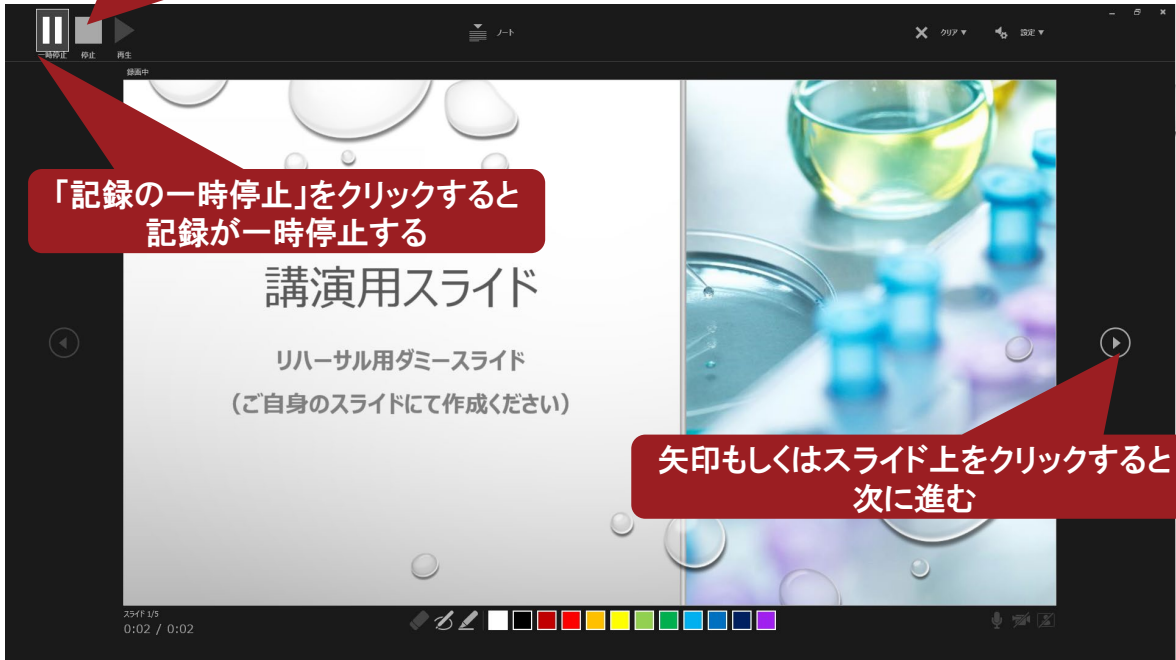 ノート
クリア ▼
設定 ▼
一時停止 停止 再生
録画中
「記録の一時停止」をクリックすると
記録が一時停止する
講演用スライド
リハーサル用ダミースライド
（ご自身のスライドにて作成ください）
矢印もしくはスライド上をクリックすると
次に進む
スライド 1/5
0:02 / 0:02